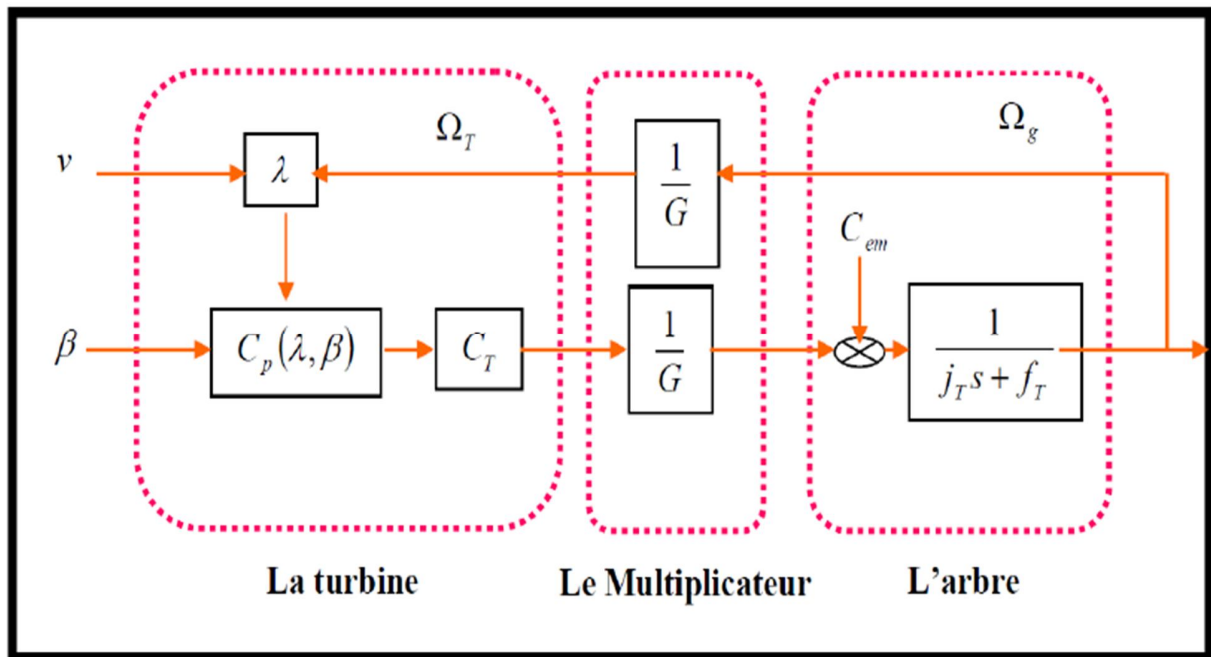 v
λ
Ω_T
1
G
Ω_g
C_em
β
C_p(λ, β)
C_T
1
G
1
j_T s + f_T
La turbine
Le Multiplicateur
L'arbre